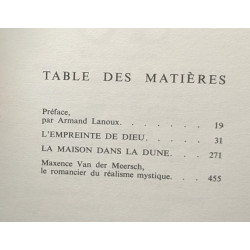 TABLE DES MATIÈRES
Préface,
par Armand Lanoux. . . . . . . 19
L'EMPREINTE DE DIEU. . . . . . 31
LA MAISON DANS LA DUNE. . . . . 271
Maxence Van der Meersch,
le romancier du réalisme mystique. . . . 455